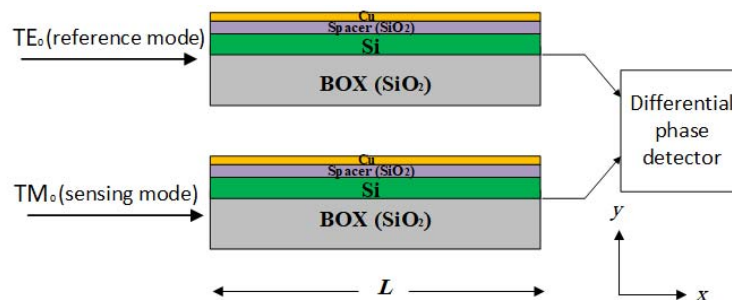 Cu
Spacer (SiO₂)
TE₀(reference mode)
Si
BOX (SiO₂)
Differential
phase
detector
Cu
Spacer (SiO₂)
TM₀(sensing mode)
Si
BOX (SiO₂)
y
L
x